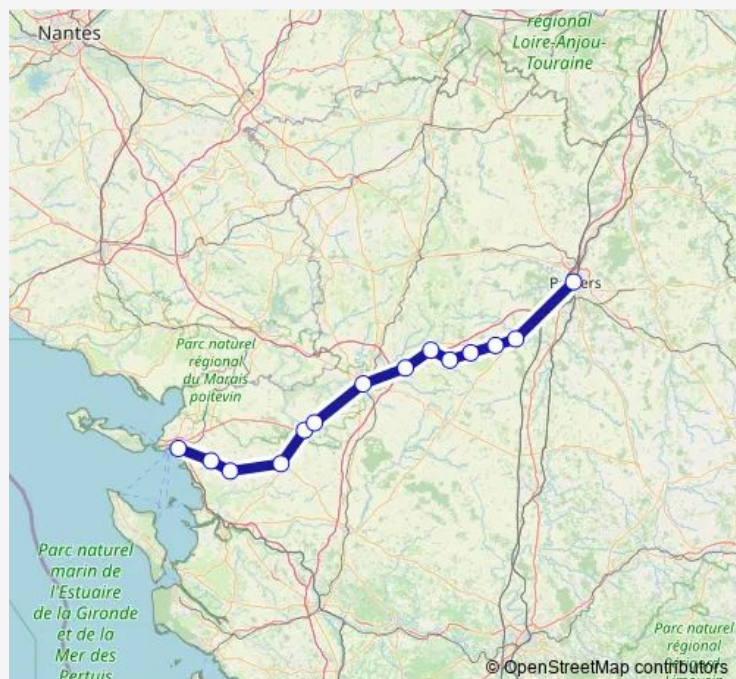 Nantes
régional
Loire-Anjou-
Touraine
Parc naturel
régional
du Marais
poitevin
Parc naturel
marin de
l'Estuaire
de la Gironde
et de la
Mer des
Pertuis
Parc naturel
régional
© OpenStreetMap contributors